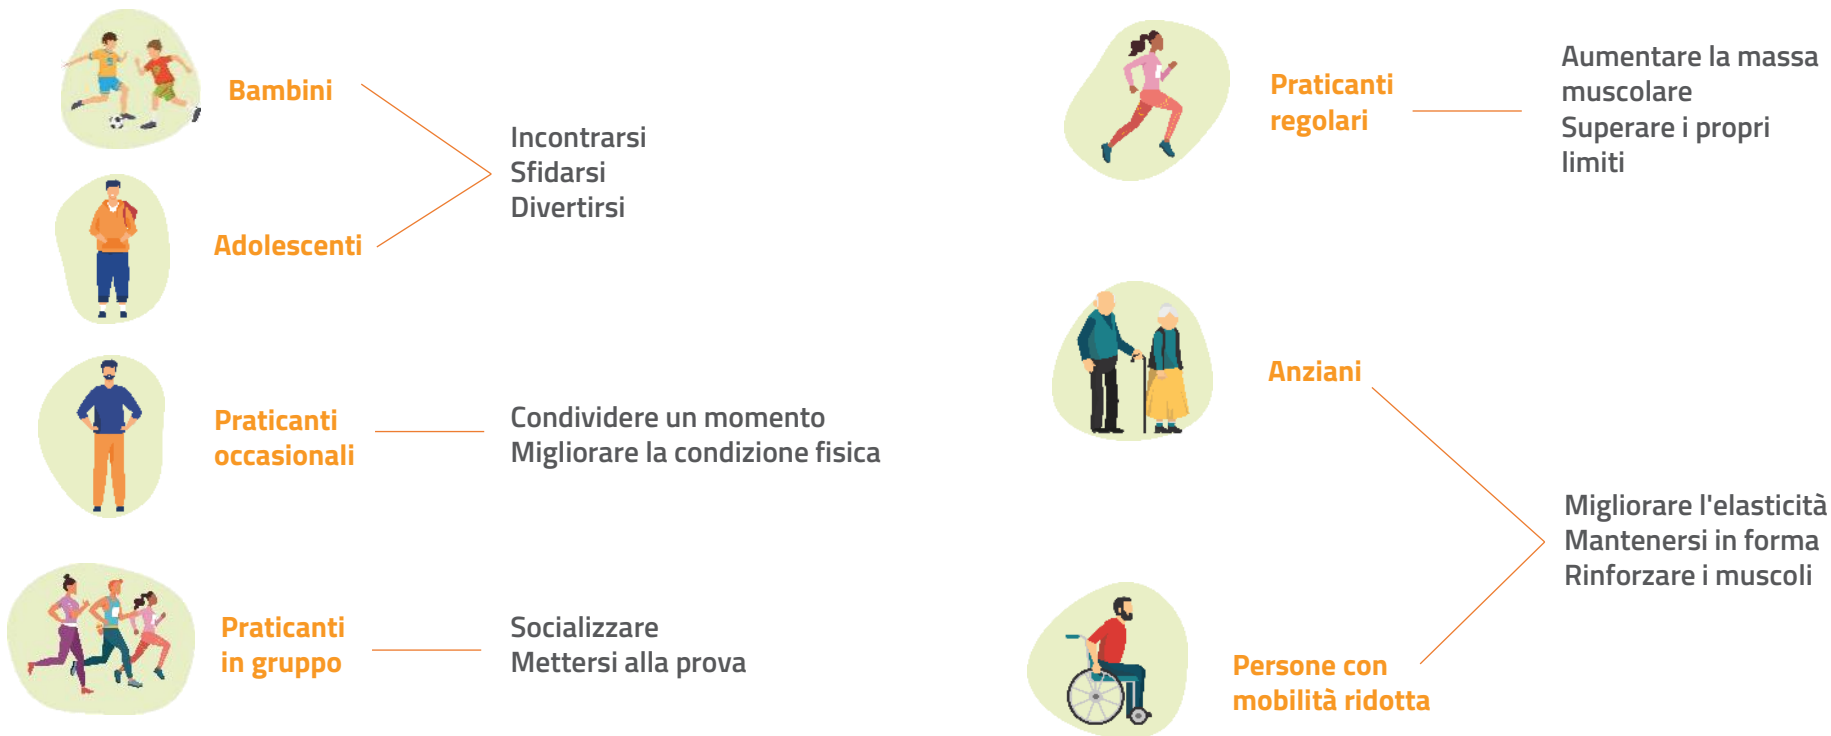 Bambini
Adolescenti
Incontrarsi
Sfidarsi
Divertirsi
Praticanti
occasionali
Condividere un momento
Migliorare la condizione fisica
Praticanti
in gruppo
Socializzare
Mettersi alla prova
Praticanti
regolari
Aumentare la massa
muscolare
Superare i propri
limiti
Anziani
Persone con
mobilità ridotta
Migliorare l'elasticità
Mantenersi in forma
Rinforzare i muscoli